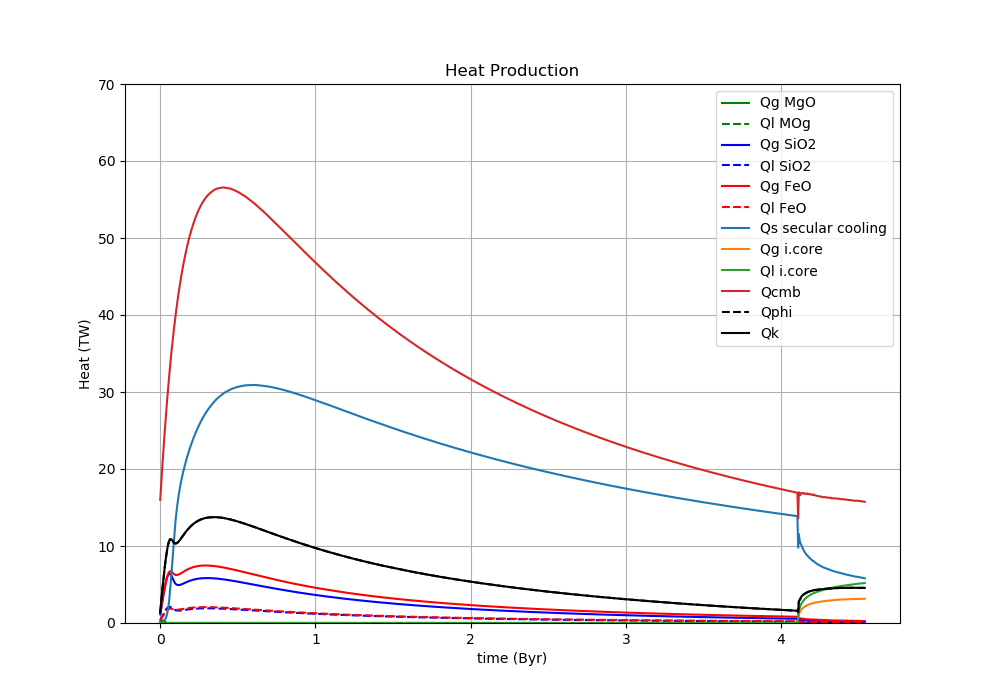 Heat Production
70
60
50
40
30
20
10
0
Heat (TW)
0 1 2 3 4
time (Byr)
Qg MgO
Ql MOg
Qg SiO2
Ql SiO2
Qg FeO
Ql FeO
Qs secular cooling
Qg i.core
Ql i.core
Qcmb
Qphi
Qk